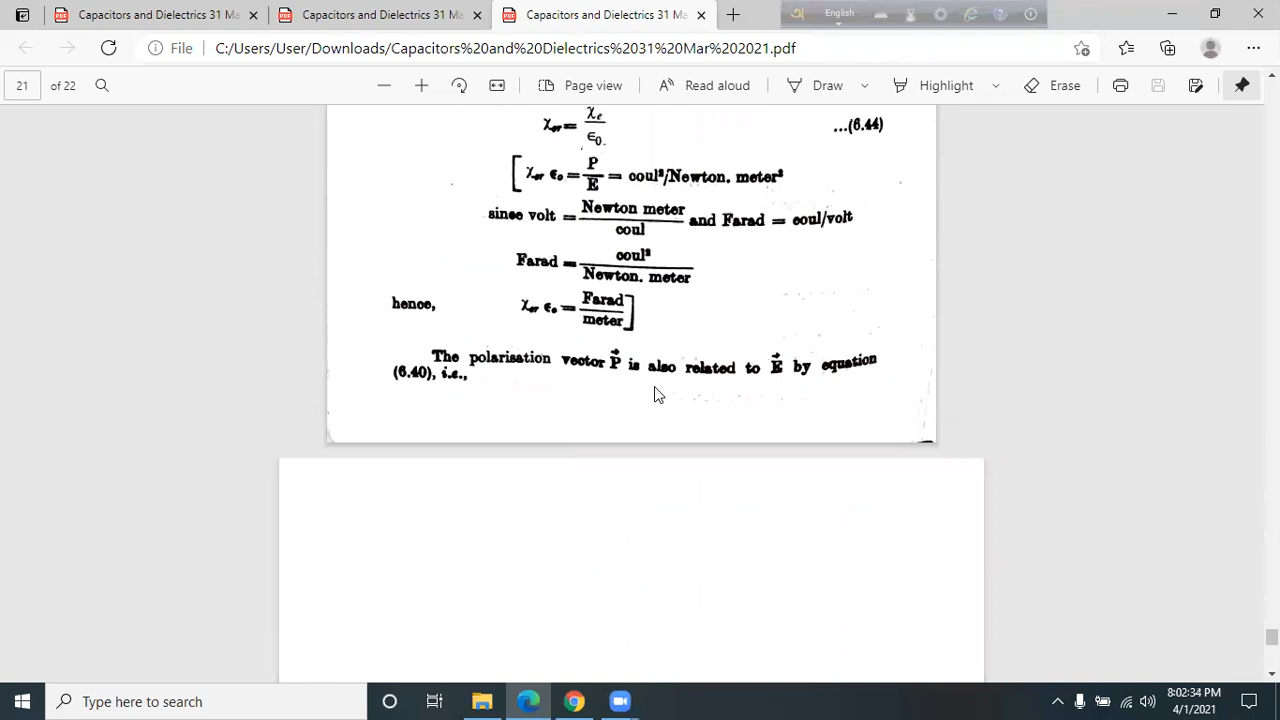 Capacitors and Dielectrics 31 Ma
Capacitors and Dielectrics 31 Ma
Capacitors and Dielectrics 31 Mar
English
File
C:/Users/User/Downloads/Capacitors%20and%20Dielectrics%2031%20Mar%202021.pdf
21 of 22
Page view
Read aloud
Draw
Highlight
Erase
χer = χe/ϵ0 ...(6.44)
[ χer ϵ0 = P/E = coul²/Newton. meter²
since volt = Newton meter/coul and Farad = coul/volt
Farad = coul²/Newton. meter
hence, χer ϵ0 = Farad/meter ]
The polarisation vector P⃗ is also related to E⃗ by equation
(6.40), i.e.,
Type here to search
8:02:34 PM
4/1/2021